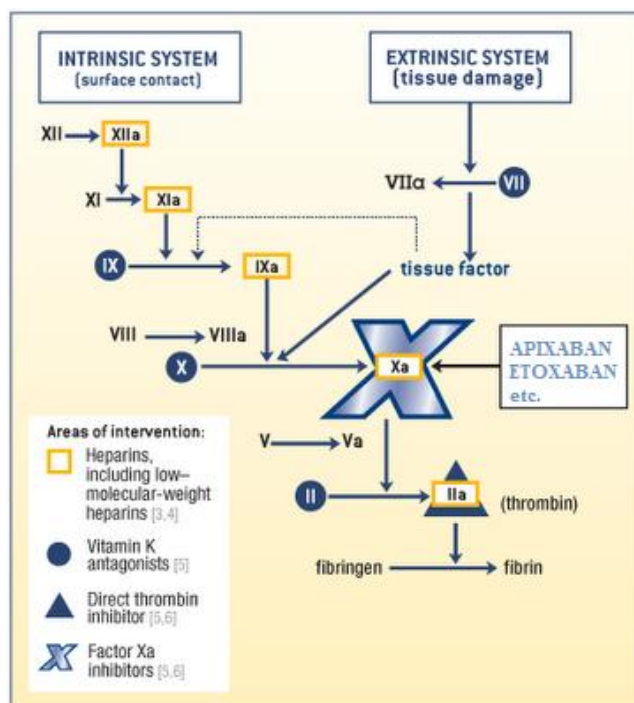 INTRINSIC SYSTEM
(surface contact)
EXTRINSIC SYSTEM
(tissue damage)
XII
XIIa
VIIα
VII
XI
XIa
IX
IXa
tissue factor
VIII
VIIIa
X
Xa
APIXABAN
ETOXABAN
etc.
V
Va
II
IIa
(thrombin)
fibringen
fibrin
Areas of intervention:
Heparins,
including low–
molecular-weight
heparins [3,4]
Vitamin K
antagonists [5]
Direct thrombin
inhibitor [5,6]
Factor Xa
inhibitors [5,6]